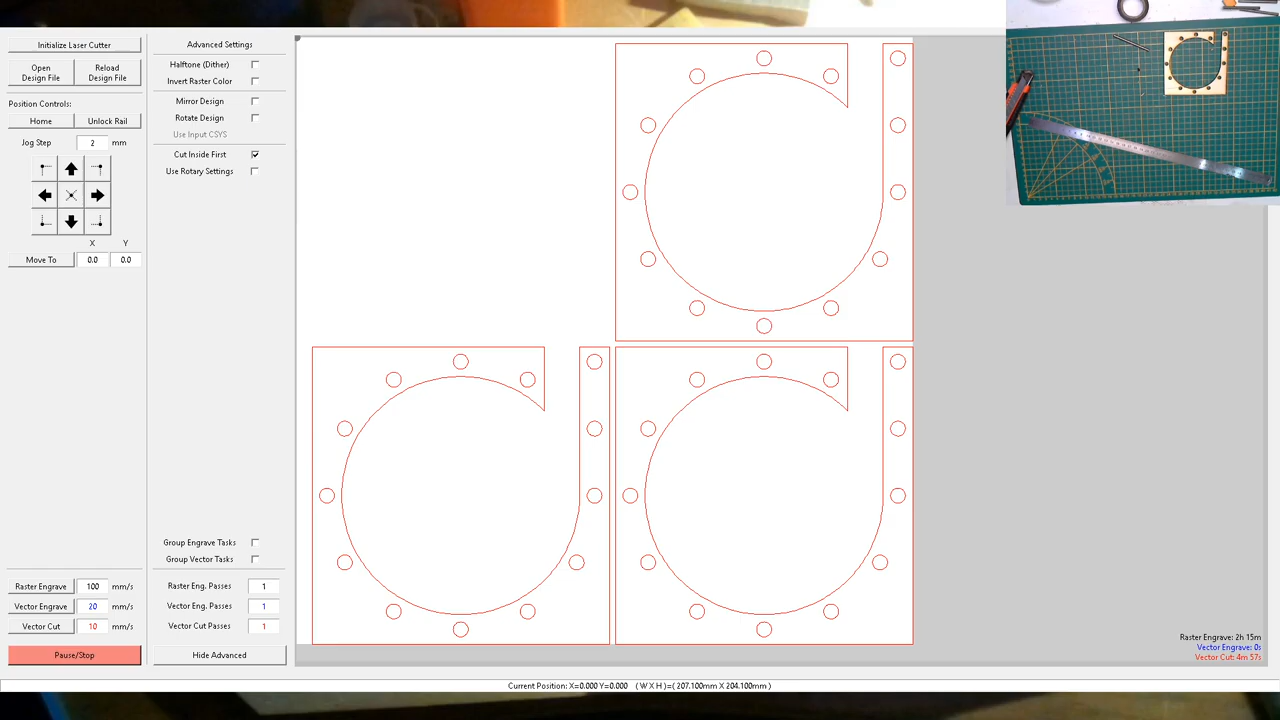 Initialize Laser Cutter
Open
Design File
Reload
Design File
Position Controls:
Home
Unlock Rail
Jog Step 2 mm
X Y
Move To 0.0 0.0
Raster Engrave 100 mm/s
Vector Engrave 20 mm/s
Vector Cut 10 mm/s
Pause/Stop
Advanced Settings
Halftone (Dither)
Invert Raster Color
Mirror Design
Rotate Design
Use Input CSYS
Cut Inside First
Use Rotary Settings
Group Engrave Tasks
Group Vector Tasks
Raster Eng. Passes 1
Vector Eng. Passes 1
Vector Cut Passes 1
Hide Advanced
Raster Engrave: 2h 15m
Vector Engrave: 0s
Vector Cut: 4m 57s
Current Position: X=0.000 Y=0.000 ( W X H )=( 207.100mm X 204.100mm )